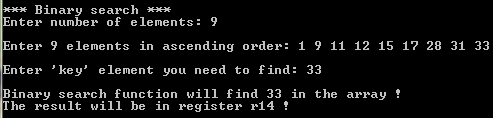 *** Binary search ***
Enter number of elements: 9
Enter 9 elements in ascending order: 1 9 11 12 15 17 28 31 33
Enter 'key' element you need to find: 33
Binary search function will find 33 in the array !
The result will be in register r14 !